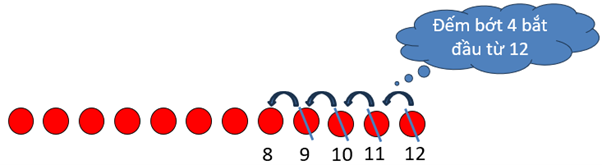 Đếm bớt 4 bắt
đầu từ 12
8 9 10 11 12